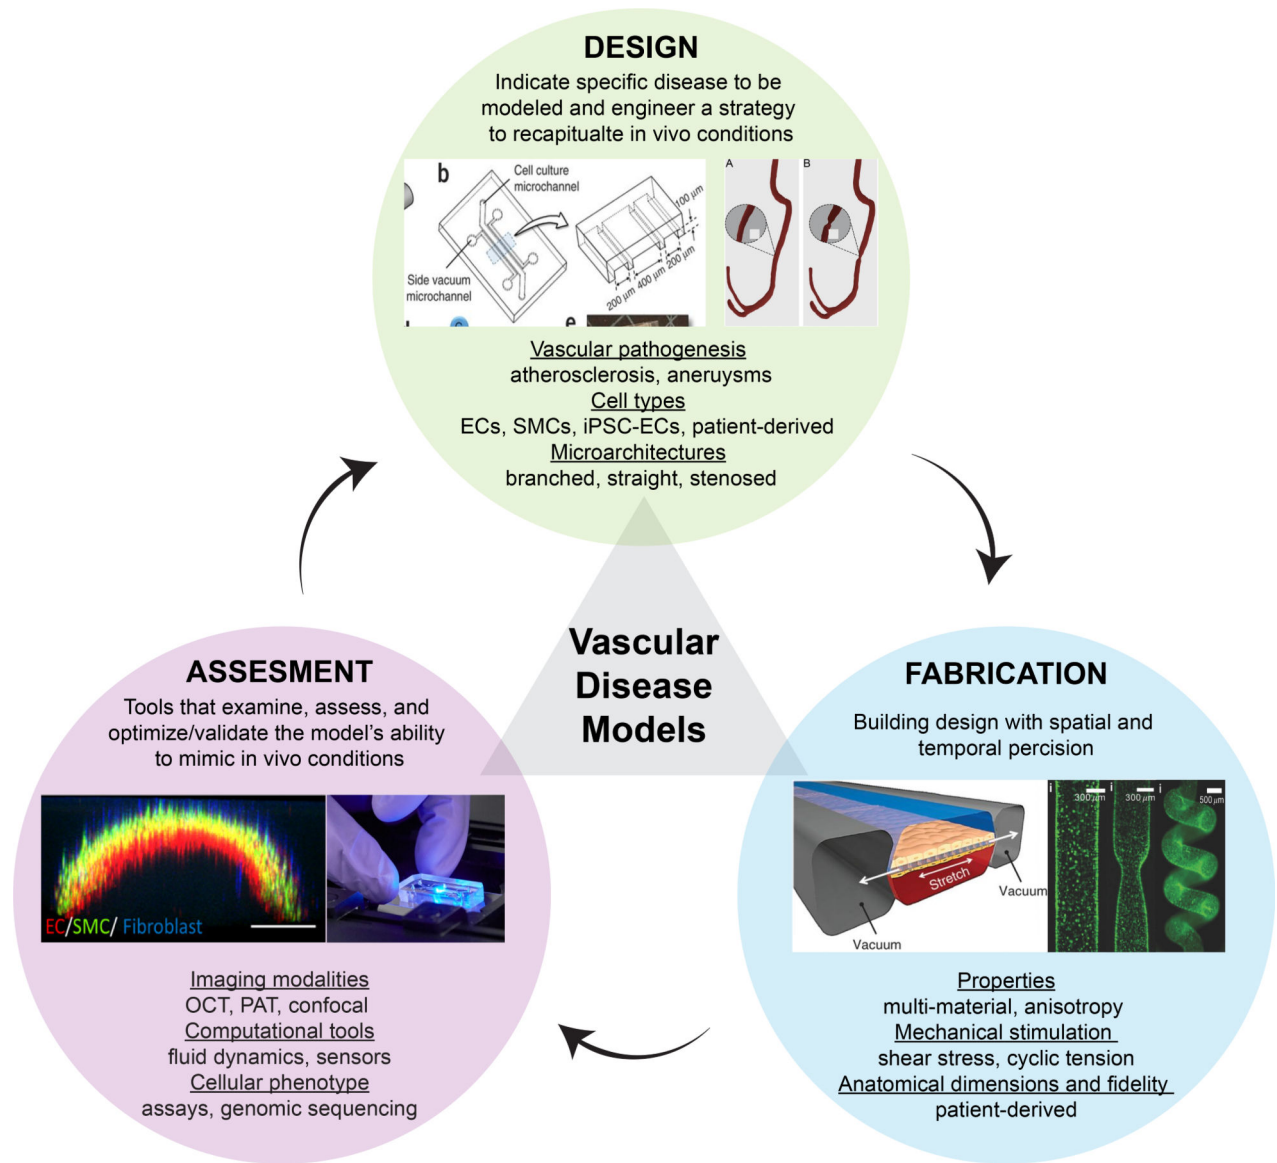 DESIGN
Indicate specific disease to be
modeled and engineer a strategy
to recapitualte in vivo conditions
b
Cell culture
microchannel
Side vacuum
microchannel
100 µm
200 µm
400 µm
200 µm
e
A
B
Vascular pathogenesis
atherosclerosis, aneruysms
Cell types
ECs, SMCs, iPSC-ECs, patient-derived
Microarchitectures
branched, straight, stenosed
Vascular
Disease
Models
ASSESMENT
Tools that examine, assess, and
optimize/validate the model's ability
to mimic in vivo conditions
EC/SMC/ Fibroblast
Imaging modalities
OCT, PAT, confocal
Computational tools
fluid dynamics, sensors
Cellular phenotype
assays, genomic sequencing
FABRICATION
Building design with spatial and
temporal percision
Stretch
Vacuum
Vacuum
i
300 µm
i
300 µm
i
500 µm
Properties
multi-material, anisotropy
Mechanical stimulation
shear stress, cyclic tension
Anatomical dimensions and fidelity
patient-derived